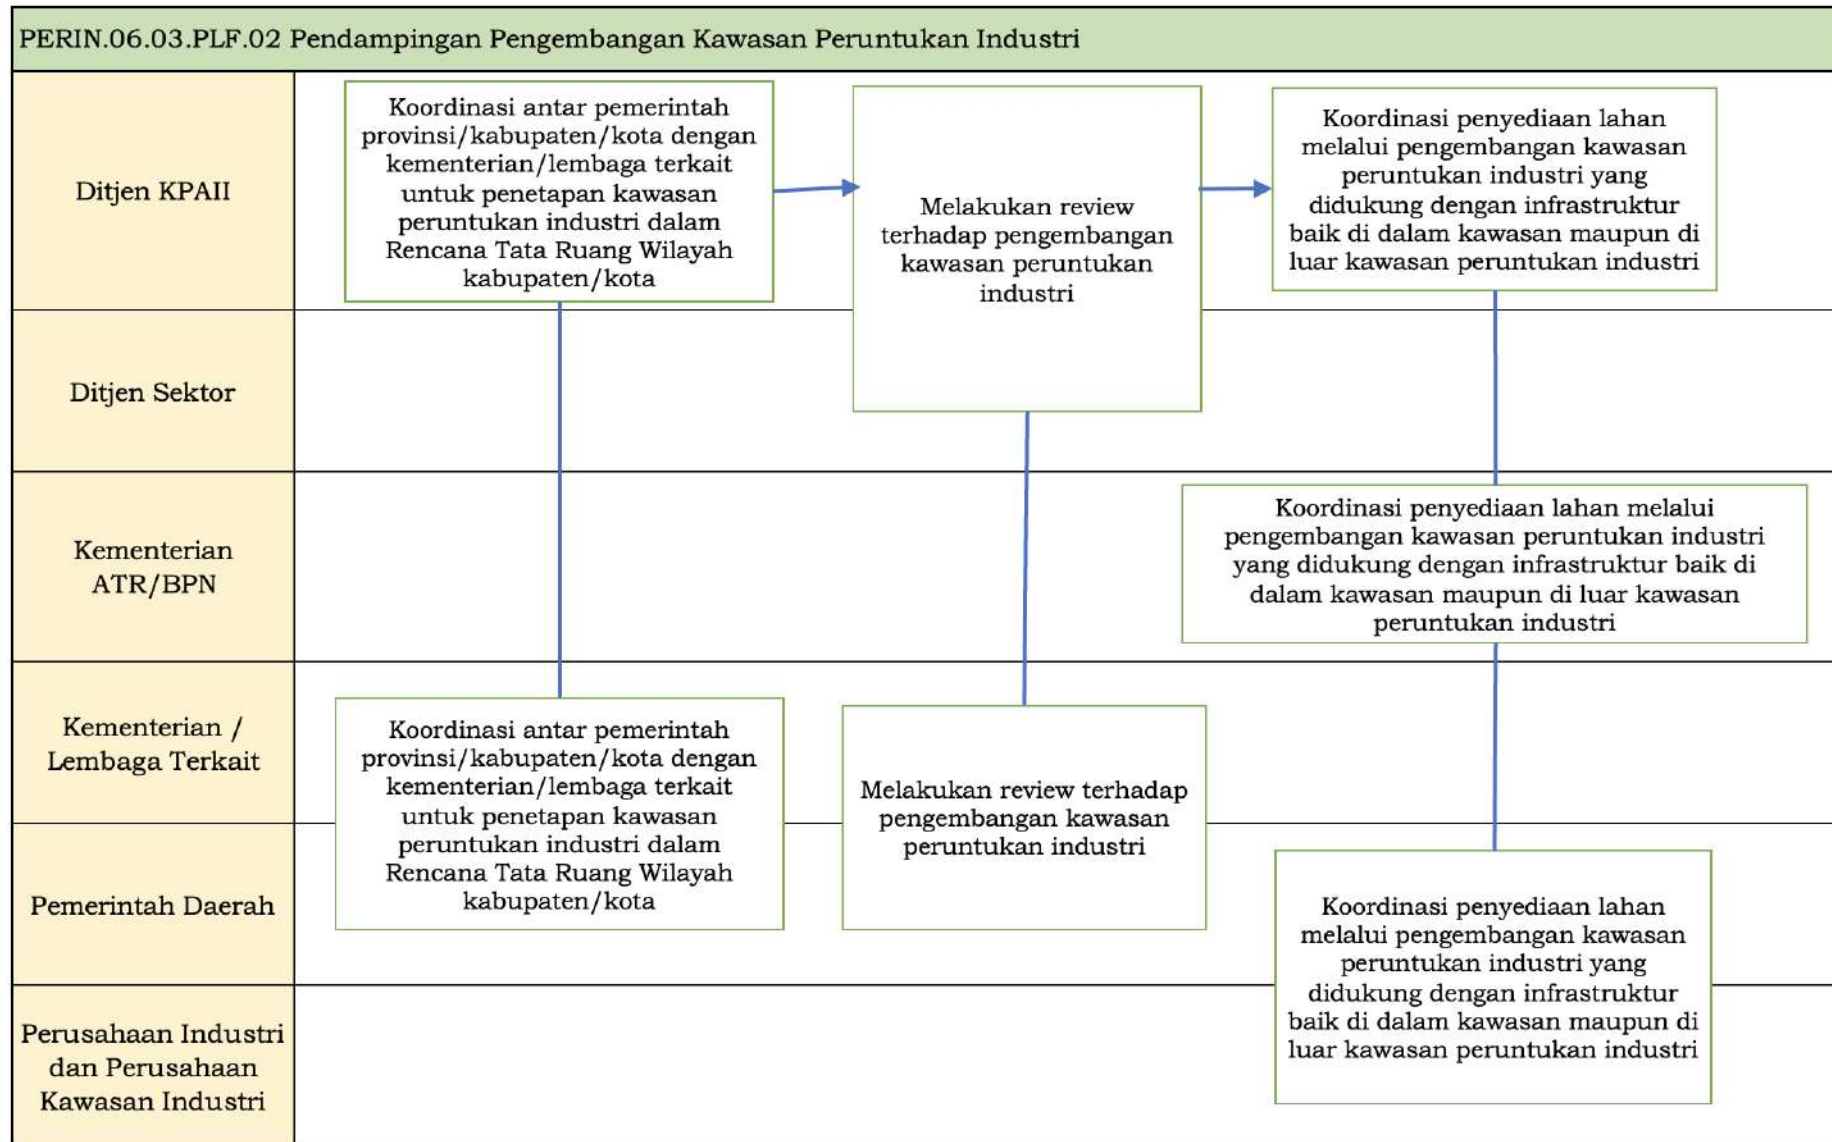 PERIN.06.03.PLF.02 Pendampingan Pengembangan Kawasan Peruntukan Industri
Ditjen KPAII
Koordinasi antar pemerintah
provinsi/kabupaten/kota dengan
kementerian/lembaga terkait
untuk penetapan kawasan
peruntukan industri dalam
Rencana Tata Ruang Wilayah
kabupaten/kota
Melakukan review
terhadap pengembangan
kawasan peruntukan
industri
Koordinasi penyediaan lahan
melalui pengembangan kawasan
peruntukan industri yang
didukung dengan infrastruktur
baik di dalam kawasan maupun di
luar kawasan peruntukan industri
Ditjen Sektor
Kementerian
ATR/BPN
Koordinasi penyediaan lahan melalui
pengembangan kawasan peruntukan industri
yang didukung dengan infrastruktur baik di
dalam kawasan maupun di luar kawasan
peruntukan industri
Kementerian /
Lembaga Terkait
Koordinasi antar pemerintah
provinsi/kabupaten/kota dengan
kementerian/lembaga terkait
untuk penetapan kawasan
peruntukan industri dalam
Rencana Tata Ruang Wilayah
kabupaten/kota
Melakukan review terhadap
pengembangan kawasan
peruntukan industri
Pemerintah Daerah
Koordinasi penyediaan lahan
melalui pengembangan kawasan
peruntukan industri yang
didukung dengan infrastruktur
baik di dalam kawasan maupun di
luar kawasan peruntukan industri
Perusahaan Industri
dan Perusahaan
Kawasan Industri